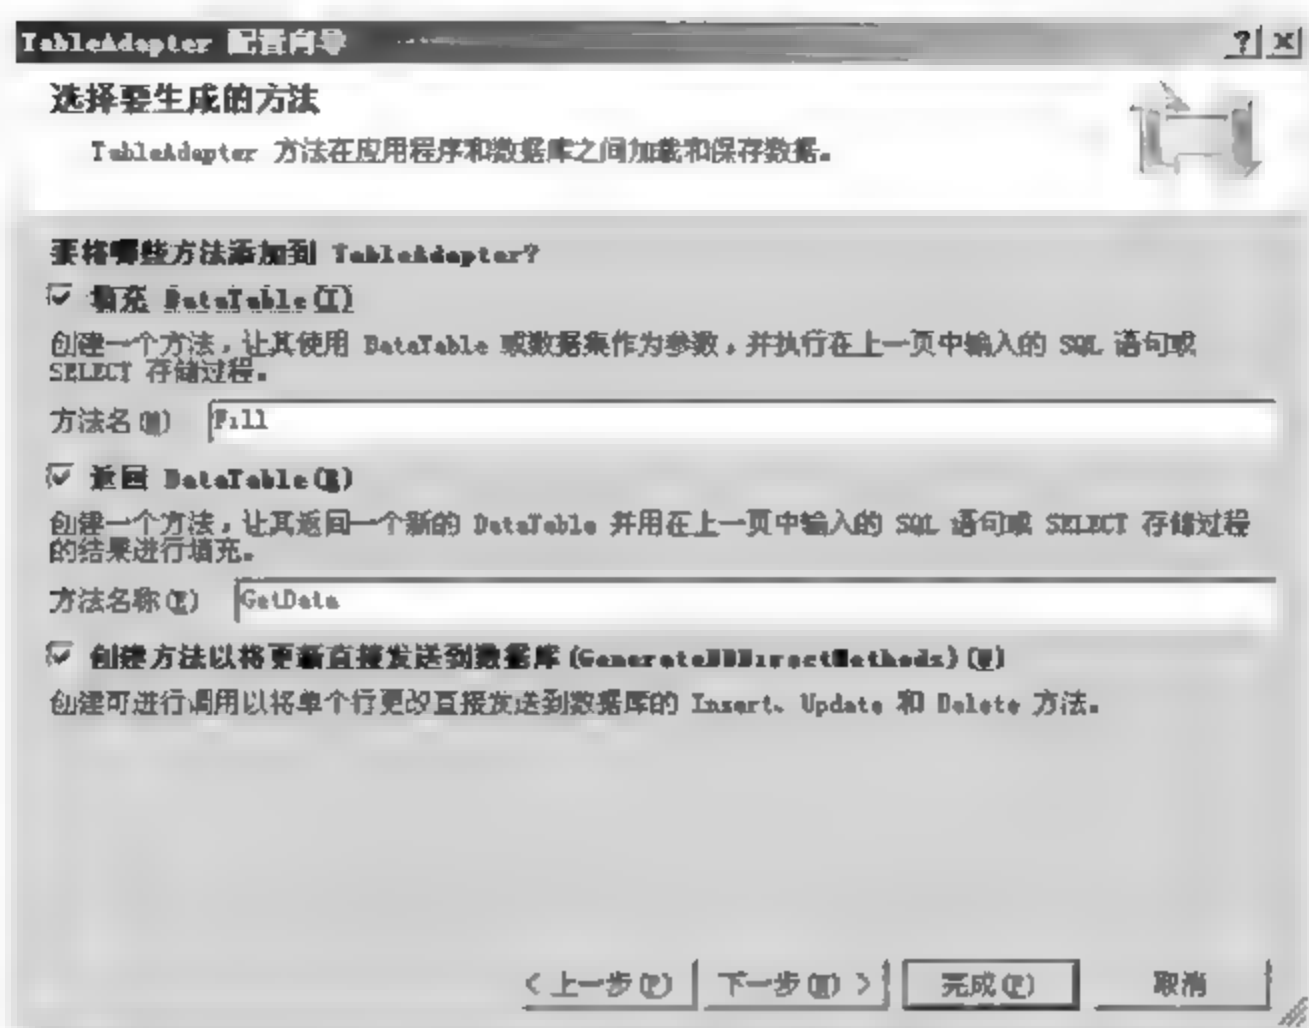 TableAdapter 配置向导
选择要生成的方法
TableAdapter 方法在应用程序和数据库之间加载和保存数据。
要将哪些方法添加到 TableAdapter?
填充 DataTable(T)
创建一个方法，让其使用 DataTable 或数据集作为参数，并执行在上一页中输入的 SQL 语句或
SELECT 存储过程。
方法名(M) Fill
返回 DataTable(R)
创建一个方法，让其返回一个新的 DataTable 并用在上一页中输入的 SQL 语句或 SELECT 存储过程
的结果进行填充。
方法名称(E) GetData
创建方法以将更新直接发送到数据库(GenerateDBDirectMethods)(U)
创建可进行调用以将单个行更改直接发送到数据库的 Insert、Update 和 Delete 方法。
< 上一步(P) 下一步(N) > 完成(F) 取消